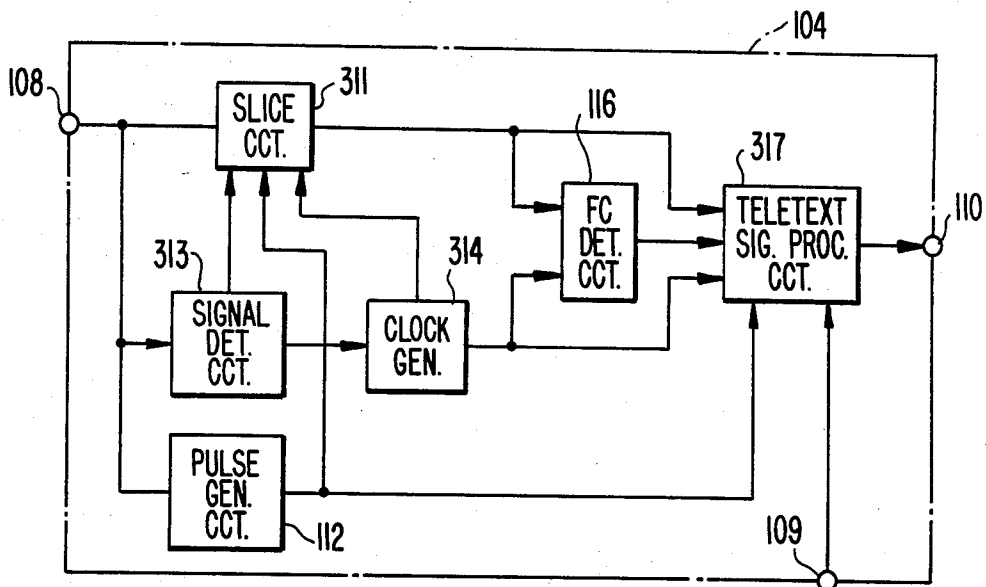 104
108
311
SLICE
CCT.
116
FC
DET.
CCT.
317
TELETEXT
SIG. PROC.
CCT.
110
313
SIGNAL
DET.
CCT.
314
CLOCK
GEN.
PULSE
GEN.
CCT.
112
109